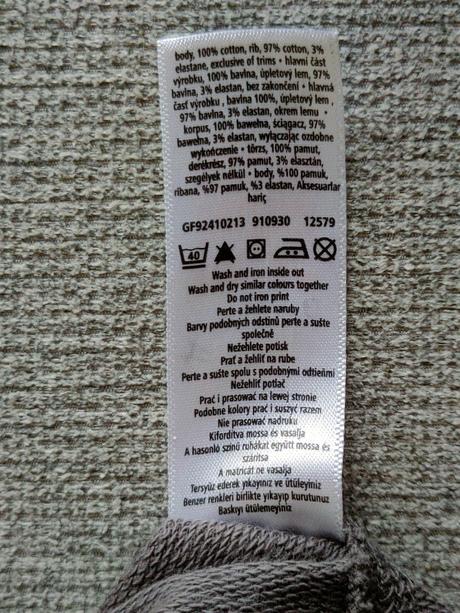 body, 100% cotton, rib, 97% cotton, 3%
elastane, exclusive of trims • hlavní část
výrobku, 100% bavlna, úpletový lem, 97%
bavlna, 3% elastan, bez zakončení • hlavná
časť výrobku , bavlna 100%, úpletový lem ,
97% bavlna, 3% elastan, okrem lemu •
korpus, 100% bawełna, ściągacz, 97%
bawełna, 3% elastan, wyłączając ozdobne
wykończenie • törzs, 100% pamut,
derékrész, 97% pamut, 3% elasztán,
szegélyek nélkül • body, %100 pamuk,
ribana, %97 pamuk, %3 elastan, Aksesuarlar
hariç
GF92410213 910930 12579
40
Wash and iron inside out
Wash and dry similar colours together
Do not iron print
Perte a žehlete naruby
Barvy podobných odstínů perte a sušte
společně
Nežehlete potisk
Prať a žehliť na rube
Perte a sušte spolu s podobnými odtieňmi
Nežehliť potlač
Prać i prasować na lewej stronie
Podobne kolory prać i suszyć razem
Nie prasować nadruku
Kifordítva mossa és vasalja
A hasonló színű ruhákat együtt mossa és
szárítsa
A matricát ne vasalja
Tersyüz ederek yıkayınız ve ütüleyiniz
Benzer renkleri birlikte yıkayıp kurutunuz
Baskıyı ütülemeyiniz